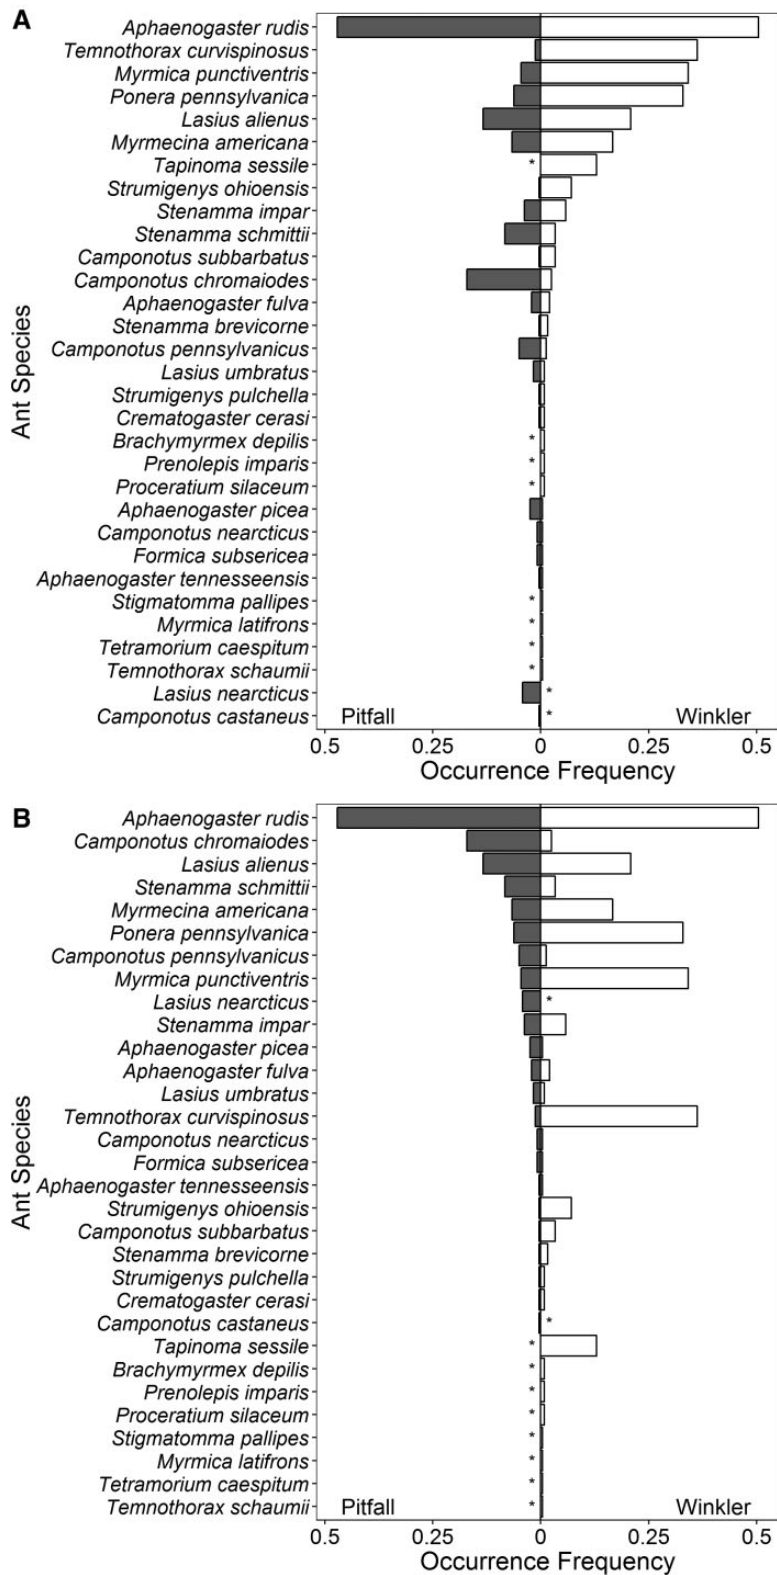 A
Aphaenogaster rudis
Temnothorax curvispinosus
Myrmica punctiventris
Ponera pennsylvanica
Lasius alienus
Myrmecina americana
Tapinoma sessile *
Strumigenys ohioensis
Stenamma impar
Stenamma schmittii
Camponotus subbarbatus
Camponotus chromaiodes
Aphaenogaster fulva
Stenamma brevicorne
Camponotus pennsylvanicus
Lasius umbratus
Strumigenys pulchella
Crematogaster cerasi
Brachymyrmex depilis *
Prenolepis imparis *
Proceratium silaceum *
Aphaenogaster picea
Camponotus nearcticus
Formica subsericea
Aphaenogaster tennesseensis
Stigmatomma pallipes *
Myrmica latifrons *
Tetramorium caespitum *
Temnothorax schaumii *
Lasius nearcticus *
Camponotus castaneus *
Ant Species
Pitfall Winkler
0.5 0.25 0 0.25 0.5
Occurrence Frequency
B
Aphaenogaster rudis
Camponotus chromaiodes
Lasius alienus
Stenamma schmittii
Myrmecina americana
Ponera pennsylvanica
Camponotus pennsylvanicus
Myrmica punctiventris
Lasius nearcticus *
Stenamma impar
Aphaenogaster picea
Aphaenogaster fulva
Lasius umbratus
Temnothorax curvispinosus
Camponotus nearcticus
Formica subsericea
Aphaenogaster tennesseensis
Strumigenys ohioensis
Camponotus subbarbatus
Stenamma brevicorne
Strumigenys pulchella
Crematogaster cerasi
Camponotus castaneus *
Tapinoma sessile *
Brachymyrmex depilis *
Prenolepis imparis *
Proceratium silaceum *
Stigmatomma pallipes *
Myrmica latifrons *
Tetramorium caespitum *
Temnothorax schaumii *
Ant Species
Pitfall Winkler
0.5 0.25 0 0.25 0.5
Occurrence Frequency